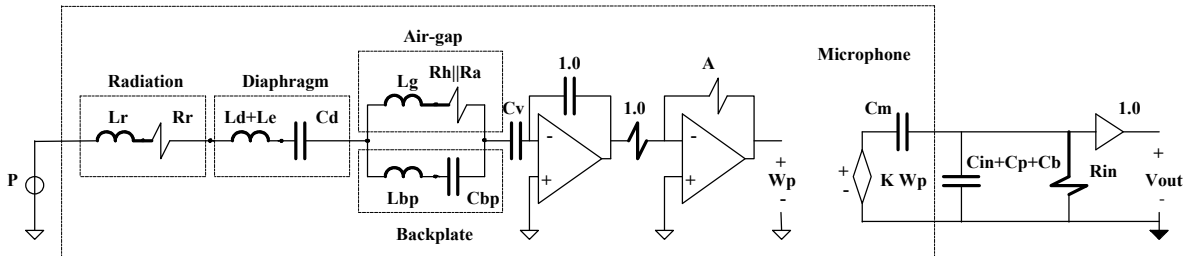 Air-gap
Microphone
Radiation
Diaphragm
Lg
Rh||Ra
1.0
A
Lr
Rr
Ld+Le
Cd
Cv
1.0
Cm
1.0
P
Lbp
Cbp
-
+
-
+
+
Wp
-
+
-
K Wp
Cin+Cp+Cb
Rin
+
Vout
-
Backplate